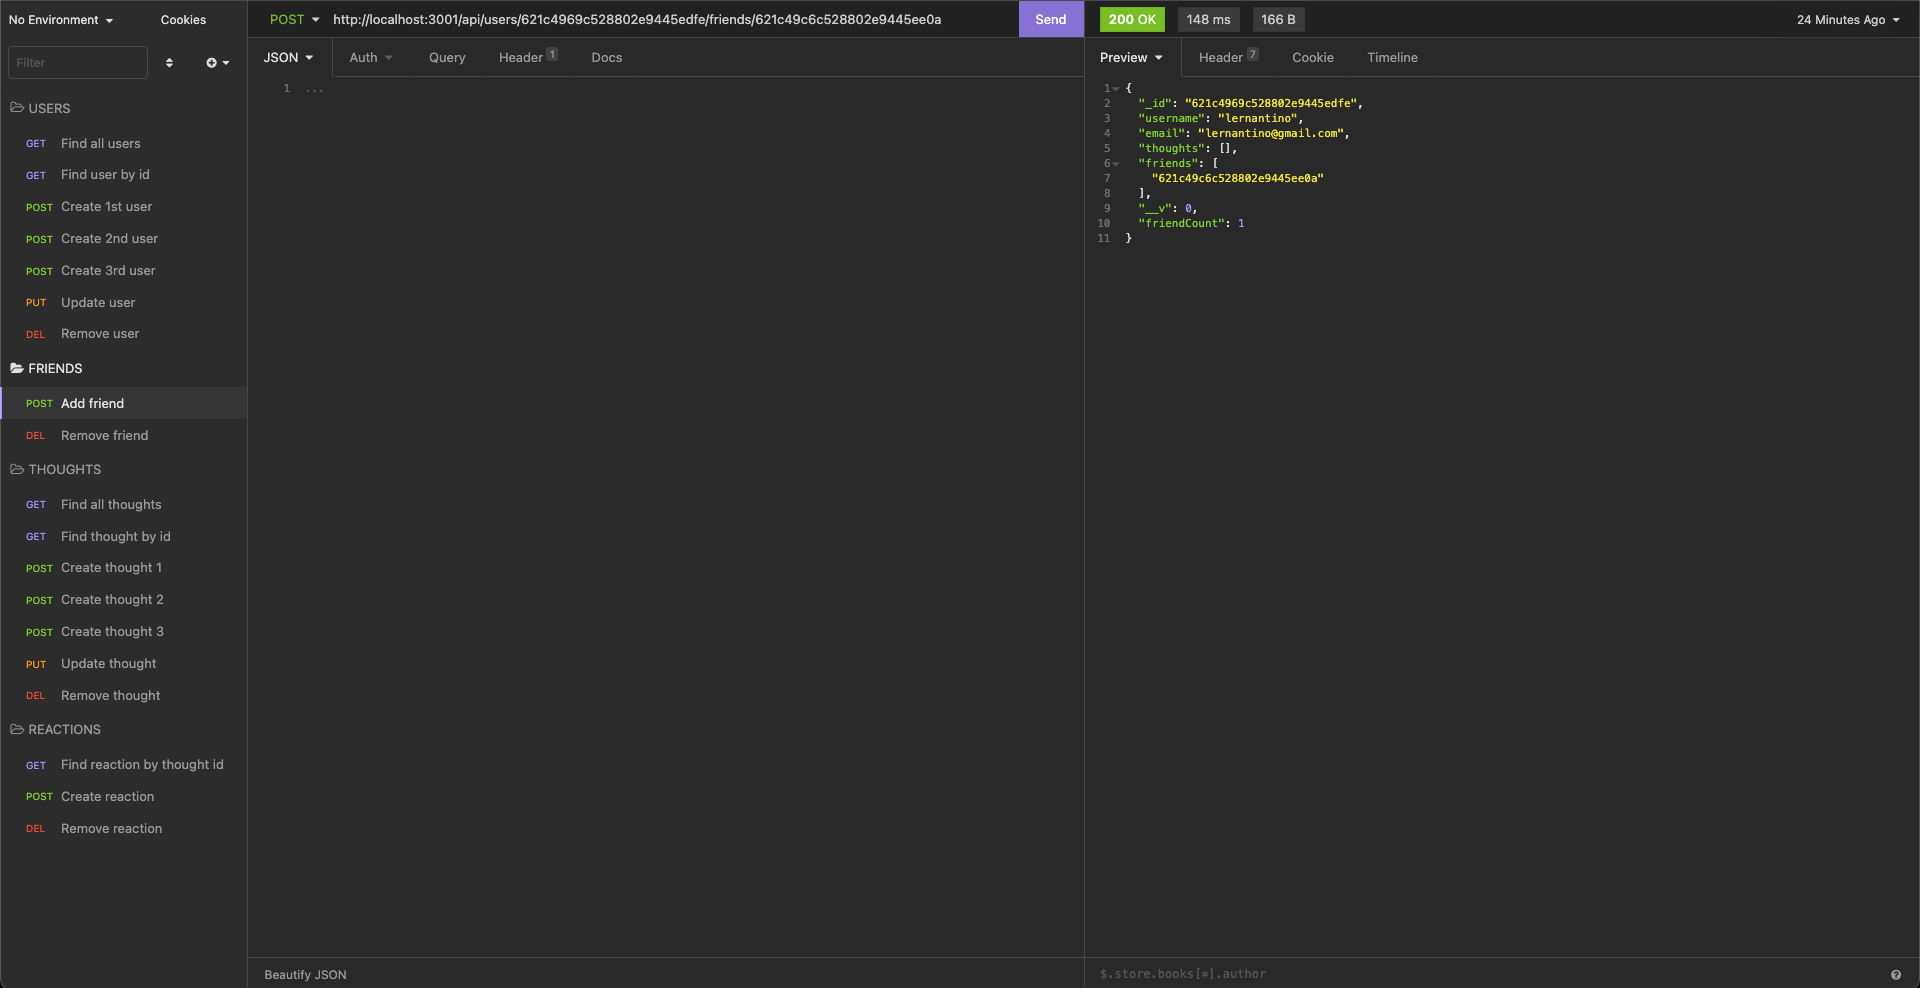 No Environment
Cookies
Filter
USERS
GET Find all users
GET Find user by id
POST Create 1st user
POST Create 2nd user
POST Create 3rd user
PUT Update user
DEL Remove user
FRIENDS
POST Add friend
DEL Remove friend
THOUGHTS
GET Find all thoughts
GET Find thought by id
POST Create thought 1
POST Create thought 2
POST Create thought 3
PUT Update thought
DEL Remove thought
REACTIONS
GET Find reaction by thought id
POST Create reaction
DEL Remove reaction
POST http://localhost:3001/api/users/621c4969c528802e9445edfe/friends/621c49c6c528802e9445ee0a Send
JSON Auth Query Header 1 Docs
1 ...
Beautify JSON
200 OK 148 ms 166 B 24 Minutes Ago
Preview Header 7 Cookie Timeline
1 {
2 "_id": "621c4969c528802e9445edfe",
3 "username": "lernantino",
4 "email": "lernantino@gmail.com",
5 "thoughts": [],
6 "friends": [
7 "621c49c6c528802e9445ee0a"
8 ],
9 "__v": 0,
10 "friendCount": 1
11 }
$.store.books[*].author
?